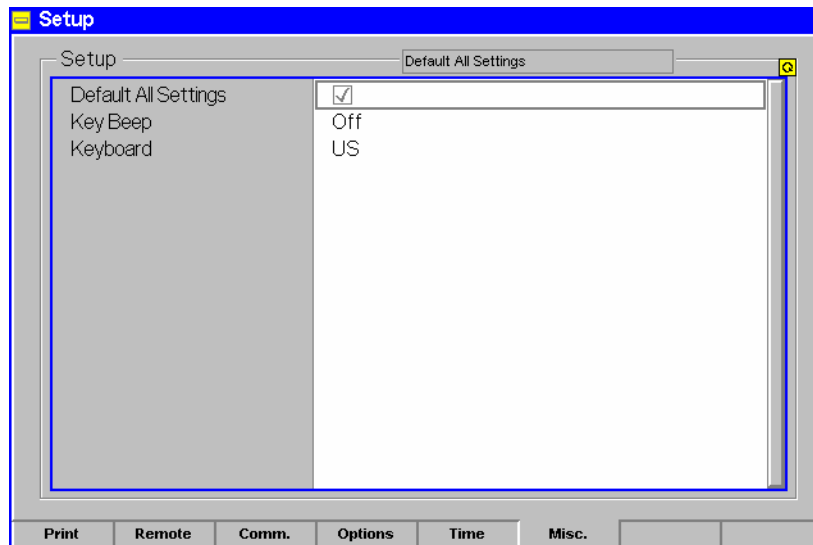 Setup
Setup
Default All Settings
Default All Settings
Key Beep Off
Keyboard US
Print Remote Comm. Options Time Misc.